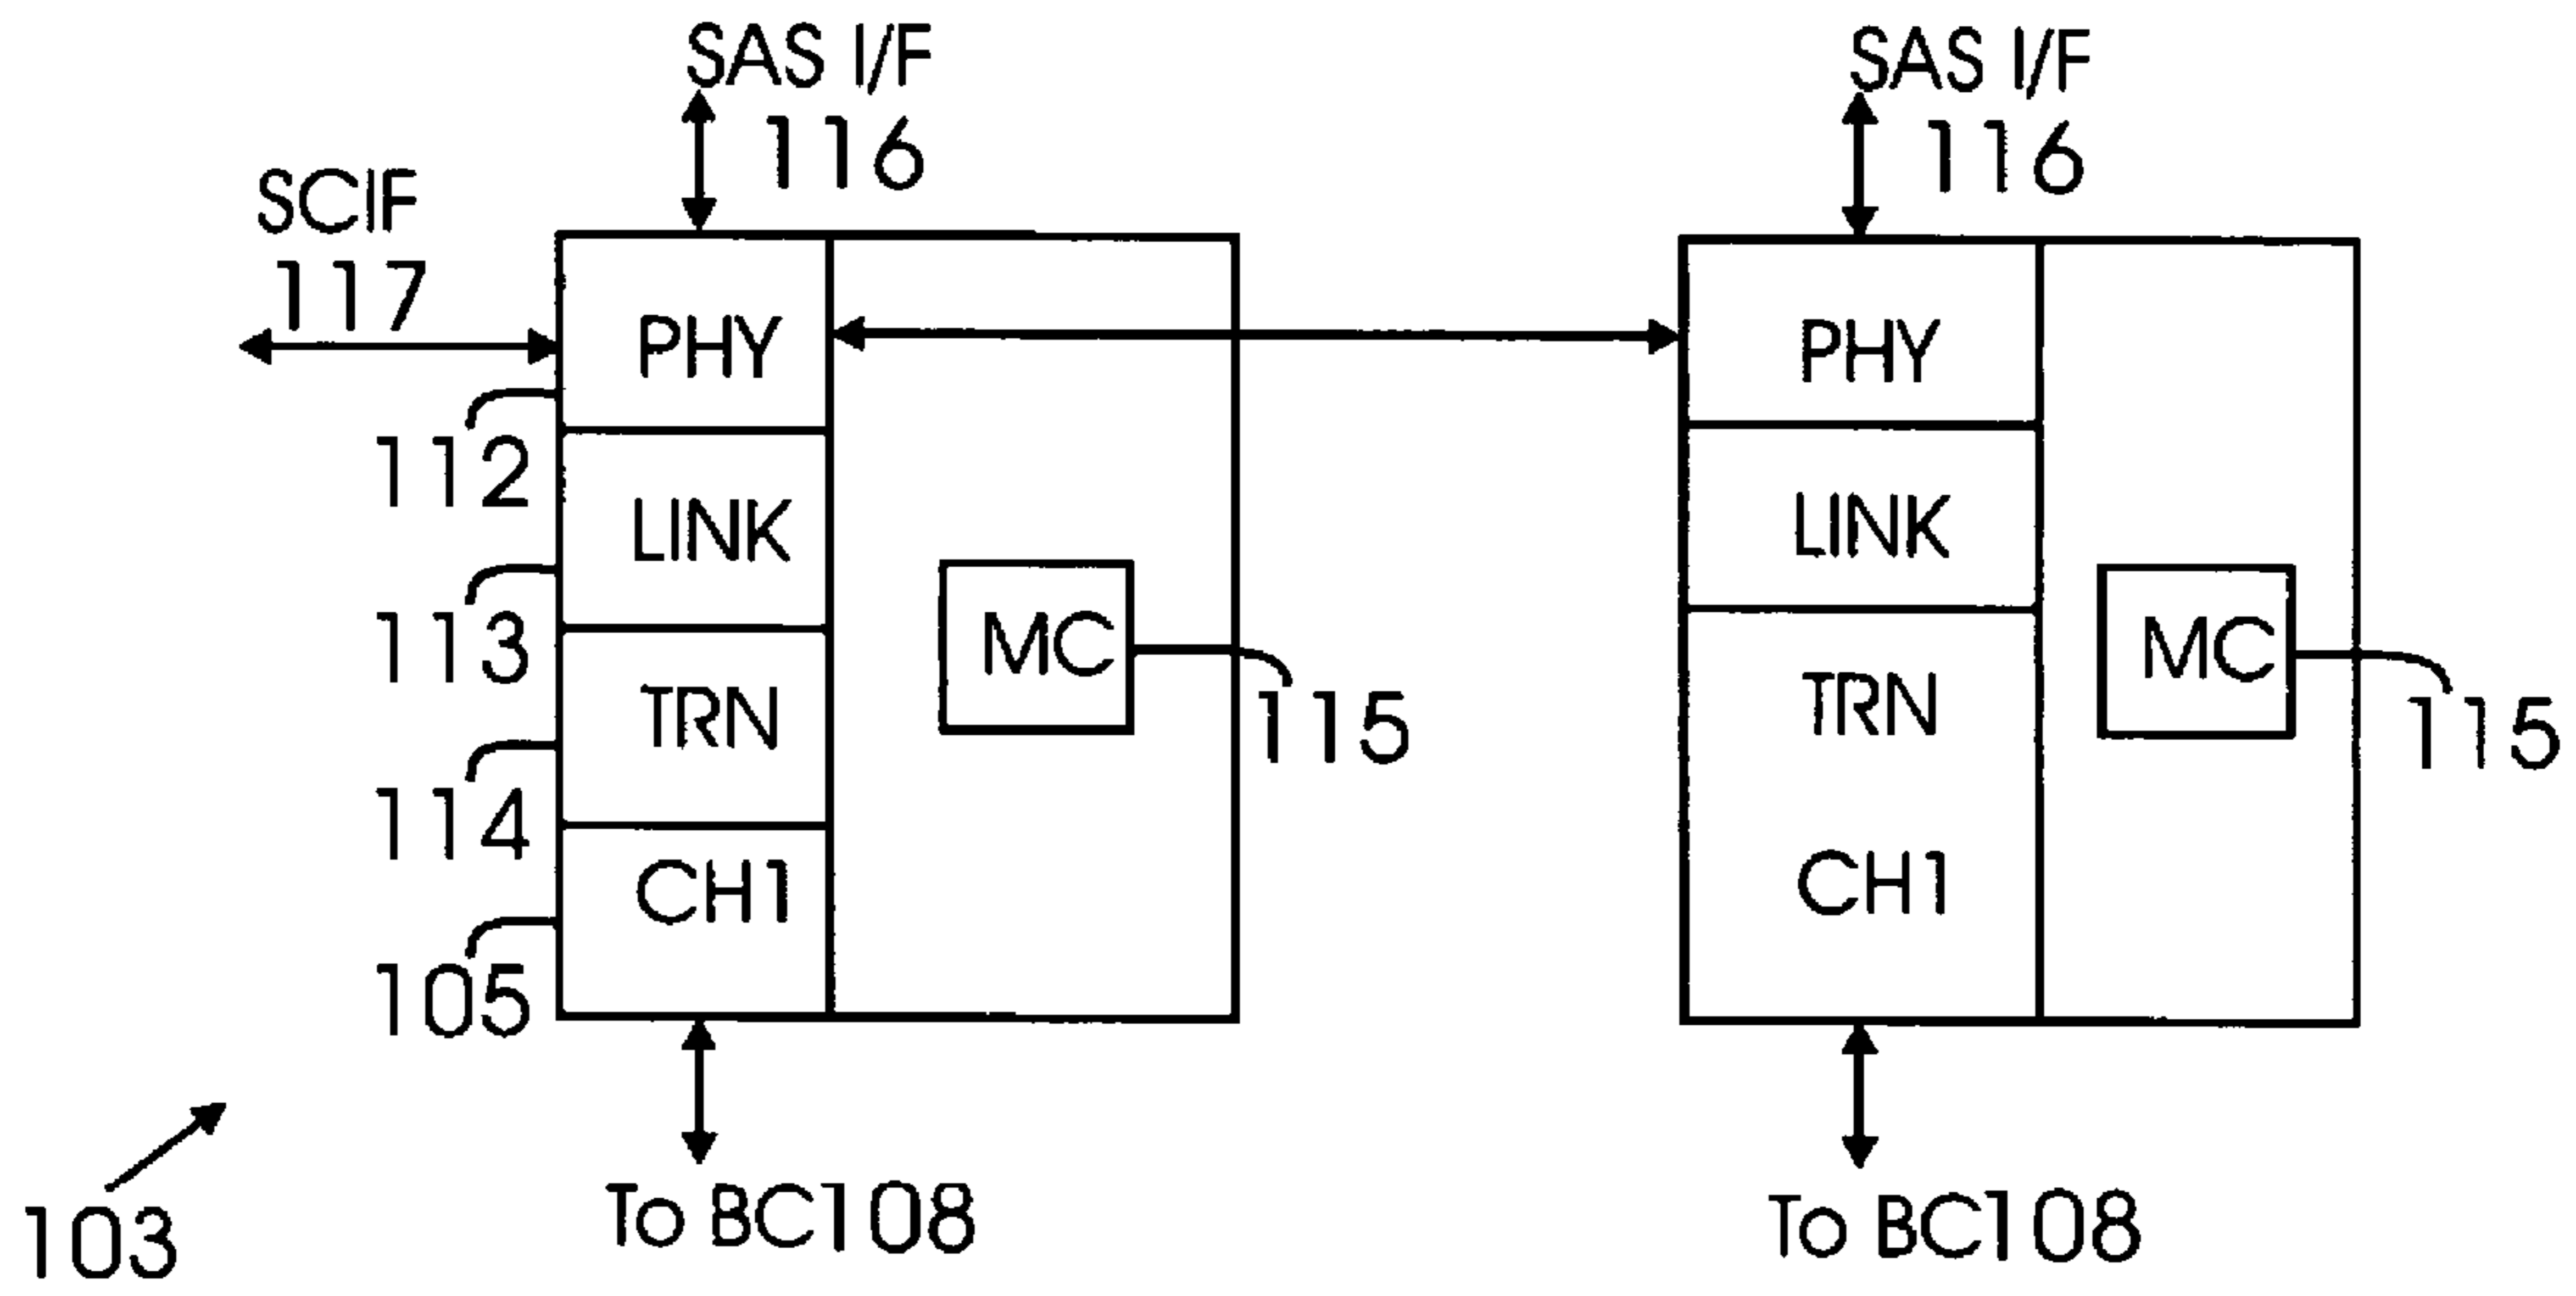 SAS I/F
116
SAS I/F
116
SCIF
117
PHY
PHY
112
LINK
LINK
113
MC
MC
TRN
TRN
115
115
114
CH1
CH1
105
To BC108
To BC108
103